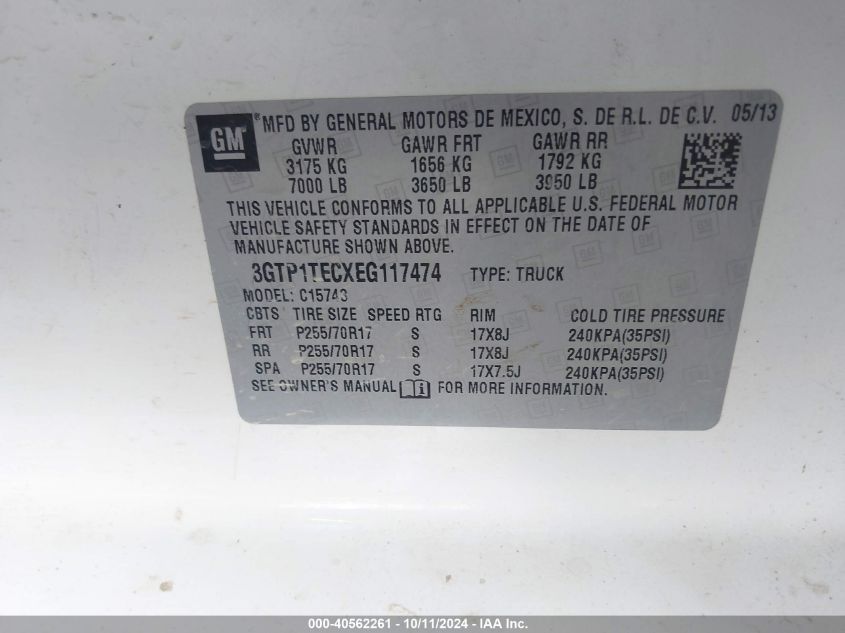 GM ® MFD BY GENERAL MOTORS DE MEXICO, S. DE R.L. DE C.V. 05/13
GVWR GAWR FRT GAWR RR
3175 KG 1656 KG 1792 KG
7000 LB 3650 LB 3950 LB
THIS VEHICLE CONFORMS TO ALL APPLICABLE U.S. FEDERAL MOTOR
VEHICLE SAFETY STANDARDS IN EFFECT ON THE DATE OF
MANUFACTURE SHOWN ABOVE.
3GTP1TECXEG117474 TYPE: TRUCK
MODEL: C15743
CBTS TIRE SIZE SPEED RTG RIM COLD TIRE PRESSURE
FRT P255/70R17 S 17X8J 240KPA(35PSI)
RR P255/70R17 S 17X8J 240KPA(35PSI)
SPA P255/70R17 S 17X7.5J 240KPA(35PSI)
SEE OWNER'S MANUAL FOR MORE INFORMATION.
000-40562261 - 10/11/2024 - IAA Inc.